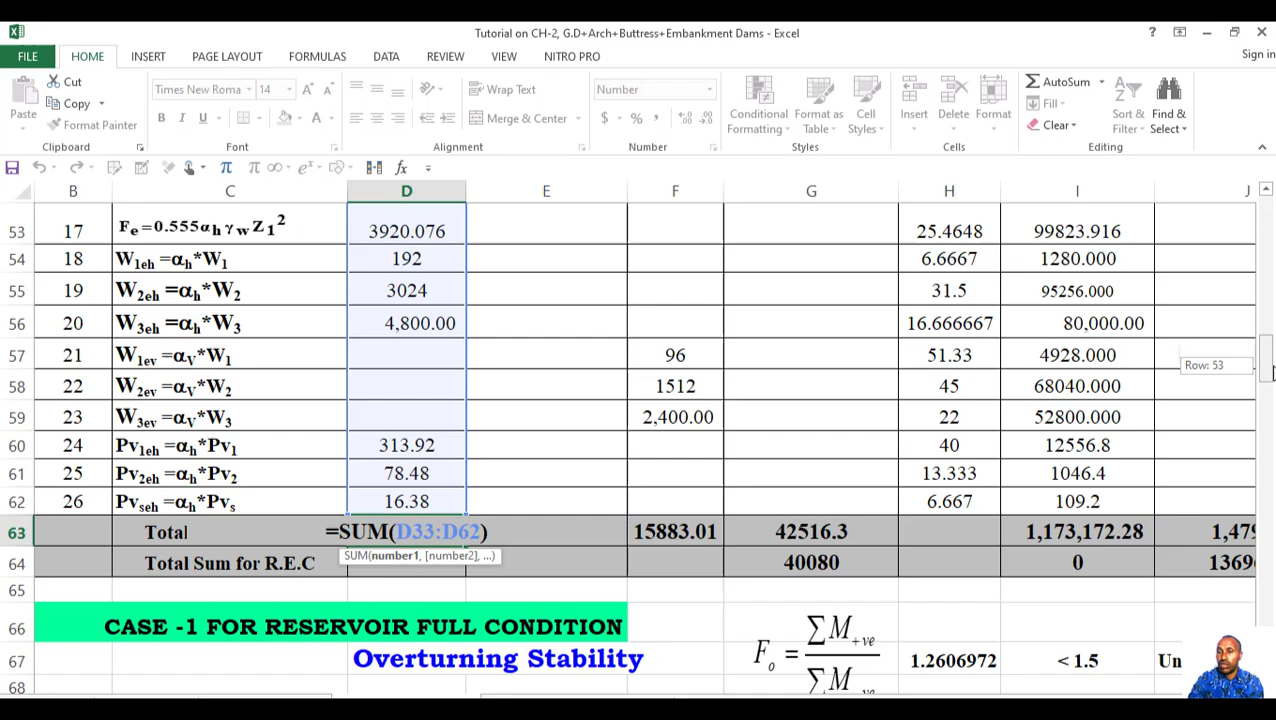 Tutorial on CH-2, G.D+Arch+Buttress+Embankment Dams - Excel
?
Sign in
FILE HOME INSERT PAGE LAYOUT FORMULAS DATA REVIEW VIEW NITRO PRO
Paste Cut Copy Format Painter
Times New Roma 14
B I U A A A
Wrap Text
Merge & Center
Number
$ % ,
Conditional Formatting Format as Table Cell Styles
Insert Delete Format
AutoSum Fill Clear
Sort & Filter Find & Select
Clipboard Font Alignment Number Styles Cells Editing
π π ∞ eˣ fx
B C D E F G H I J
53 17 Fₑ=0.555αₕγ_wZ₁² 3920.076 25.4648 99823.916
54 18 W₁ₑₕ =αₕ*W₁ 192 6.6667 1280.000
55 19 W₂ₑₕ =αₕ*W₂ 3024 31.5 95256.000
56 20 W₃ₑₕ =αₕ*W₃ 4,800.00 16.666667 80,000.00
57 21 W₁ₑᵥ =αV*W₁ 96 51.33 4928.000
Row: 53
58 22 W₂ₑᵥ =αV*W₂ 1512 45 68040.000
59 23 W₃ₑᵥ =αV*W₃ 2,400.00 22 52800.000
60 24 Pv₁ₑₕ =αₕ*Pv₁ 313.92 40 12556.8
61 25 Pv₂ₑₕ =αₕ*Pv₂ 78.48 13.333 1046.4
62 26 Pvₛₑₕ =αₕ*Pvₛ 16.38 6.667 109.2
63 Total =SUM(D33:D62) 15883.01 42516.3 1,173,172.28 1,479
SUM(number1, [number2], ...)
64 Total Sum for R.E.C 40080 0 1369
65
66 CASE -1 FOR RESERVOIR FULL CONDITION
67 Overturning Stability Fₒ = ∑M₊ve / ∑M₋ve 1.2606972 < 1.5 Un
68